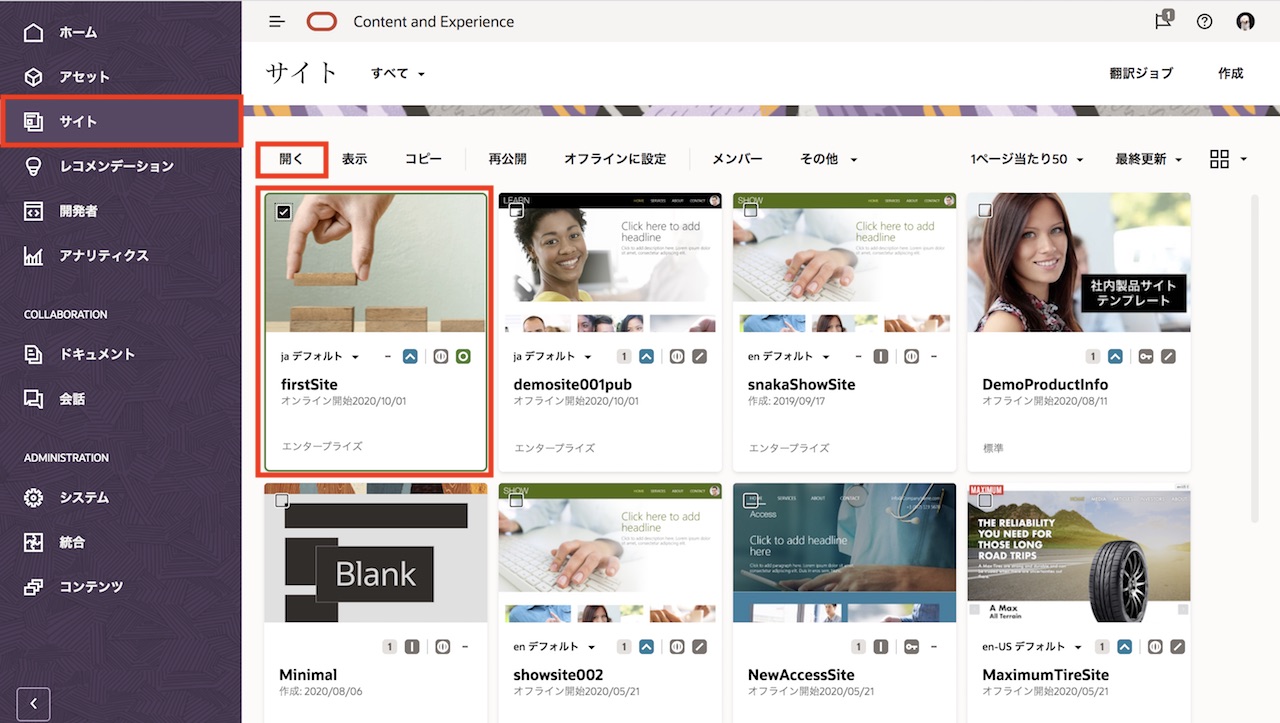 ホーム
アセット
サイト
レコメンデーション
開発者
アナリティクス
COLLABORATION
ドキュメント
会話
ADMINISTRATION
システム
統合
コンテンツ
Content and Experience
1
サイト すべて
翻訳ジョブ 作成
開く 表示 コピー 再公開 オフラインに設定 メンバー その他
1ページ当たり50 最終更新
ja デフォルト –
firstSite
オンライン開始2020/10/01
エンタープライズ
LEARN
HOME SERVICES ABOUT CONTACT
Click here to add
headline
ja デフォルト 1
demosite001pub
オフライン開始2020/10/01
エンタープライズ
SHOW
HOME SERVICES ABOUT CONTACT
Click here to add
headline
en デフォルト – –
snakaShowSite
作成: 2019/09/17
エンタープライズ
社内製品サイト
テンプレート
1
DemoProductInfo
オフライン開始2020/08/11
標準
Blank
1 –
Minimal
作成: 2020/08/06
SHOW
HOME SERVICES ABOUT CONTACT
Click here to add
headline
en デフォルト 1
showsite002
オフライン開始2020/05/21
SERVICES ABOUT CONTACT
Access
Click to add headline
here
1 –
NewAccessSite
オフライン開始2020/05/21
MAXIMUM
THE RELIABILITY
YOU NEED FOR
THOSE LONG
ROAD TRIPS
A Max
All Terrain
en-US デフォルト 1
MaximumTireSite
オフライン開始2020/05/21